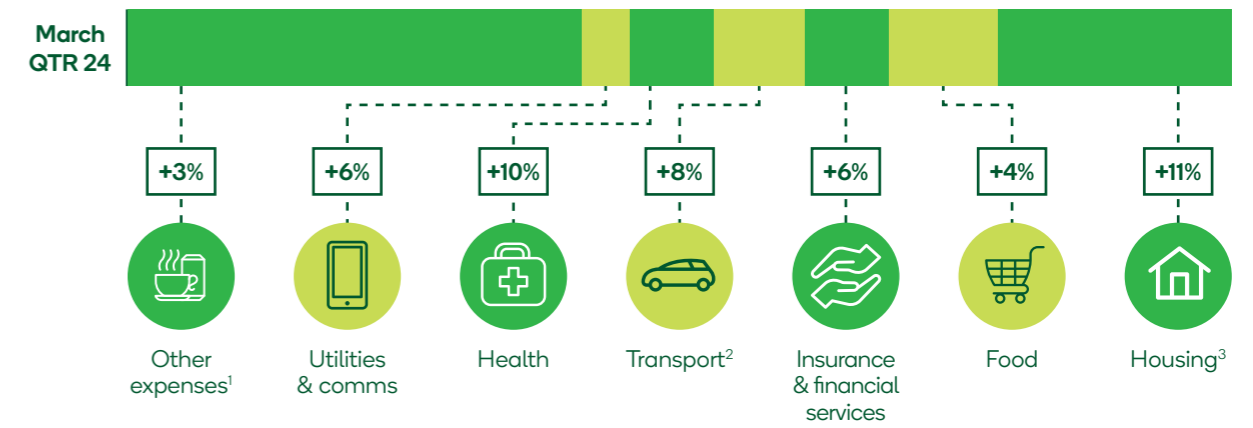 March
QTR 24
+3%
+6%
+10%
+8%
+6%
+4%
+11%
Other
expenses¹
Utilities
& comms
Health
Transport²
Insurance
& financial
services
Food
Housing³